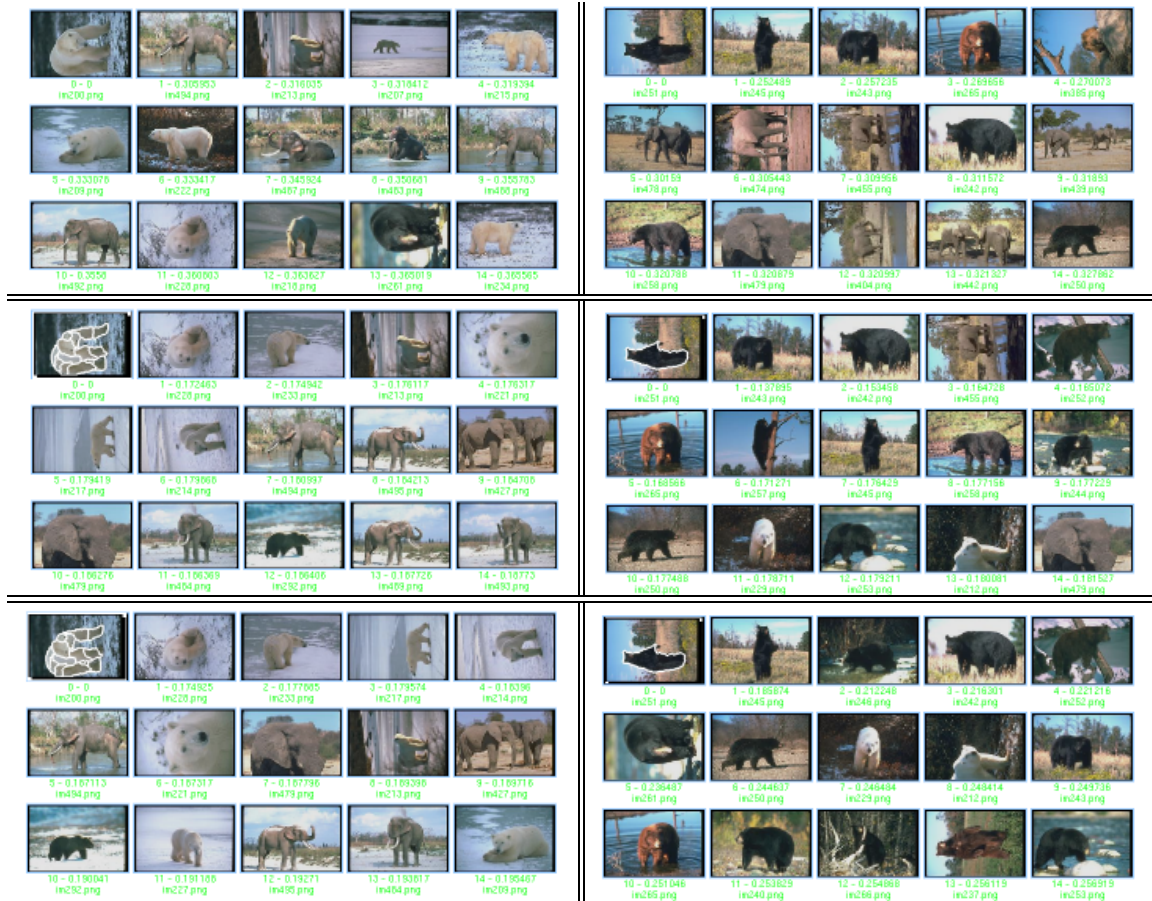 0 - 0 1 - 0.305953 2 - 0.316035 3 - 0.318412 4 - 0.319394
im200.png im494.png im213.png im207.png im215.png
5 - 0.333076 6 - 0.333417 7 - 0.345924 8 - 0.350681 9 - 0.355783
im209.png im222.png im487.png im483.png im488.png
10 - 0.3558 11 - 0.360803 12 - 0.363627 13 - 0.365019 14 - 0.365585
im492.png im228.png im218.png im261.png im234.png
0 - 0 1 - 0.252489 2 - 0.257235 3 - 0.269656 4 - 0.270073
im251.png im245.png im243.png im265.png im385.png
5 - 0.30159 6 - 0.305443 7 - 0.309956 8 - 0.311572 9 - 0.31893
im478.png im474.png im455.png im242.png im439.png
10 - 0.320788 11 - 0.320879 12 - 0.320997 13 - 0.321327 14 - 0.327862
im258.png im479.png im404.png im442.png im250.png
0 - 0 1 - 0.172463 2 - 0.174942 3 - 0.176117 4 - 0.176317
im200.png im228.png im233.png im213.png im221.png
5 - 0.179419 6 - 0.179868 7 - 0.180997 8 - 0.184213 9 - 0.184708
im217.png im214.png im494.png im495.png im427.png
10 - 0.186276 11 - 0.186369 12 - 0.186486 13 - 0.187726 14 - 0.18773
im479.png im484.png im292.png im489.png im493.png
0 - 0 1 - 0.137895 2 - 0.153458 3 - 0.164728 4 - 0.165072
im251.png im243.png im242.png im455.png im252.png
5 - 0.168566 6 - 0.171271 7 - 0.176429 8 - 0.177156 9 - 0.177229
im265.png im257.png im245.png im258.png im244.png
10 - 0.177488 11 - 0.178711 12 - 0.179211 13 - 0.180081 14 - 0.181527
im250.png im229.png im253.png im212.png im479.png
0 - 0 1 - 0.174925 2 - 0.177685 3 - 0.179574 4 - 0.18396
im200.png im228.png im233.png im217.png im214.png
5 - 0.187113 6 - 0.187317 7 - 0.187796 8 - 0.189398 9 - 0.189716
im494.png im221.png im479.png im213.png im427.png
10 - 0.190041 11 - 0.191188 12 - 0.19271 13 - 0.193817 14 - 0.195467
im292.png im227.png im495.png im484.png im209.png
0 - 0 1 - 0.185874 2 - 0.212246 3 - 0.216301 4 - 0.221216
im251.png im245.png im246.png im242.png im252.png
5 - 0.236487 6 - 0.244637 7 - 0.246484 8 - 0.248414 9 - 0.249736
im261.png im250.png im229.png im212.png im243.png
10 - 0.251046 11 - 0.253829 12 - 0.254868 13 - 0.256119 14 - 0.256919
im265.png im240.png im266.png im237.png im253.png